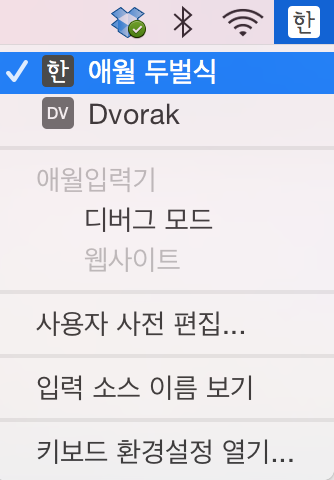 한
한 애월 두벌식
DV Dvorak
애월입력기
디버그 모드
웹사이트
사용자 사전 편집...
입력 소스 이름 보기
키보드 환경설정 열기...